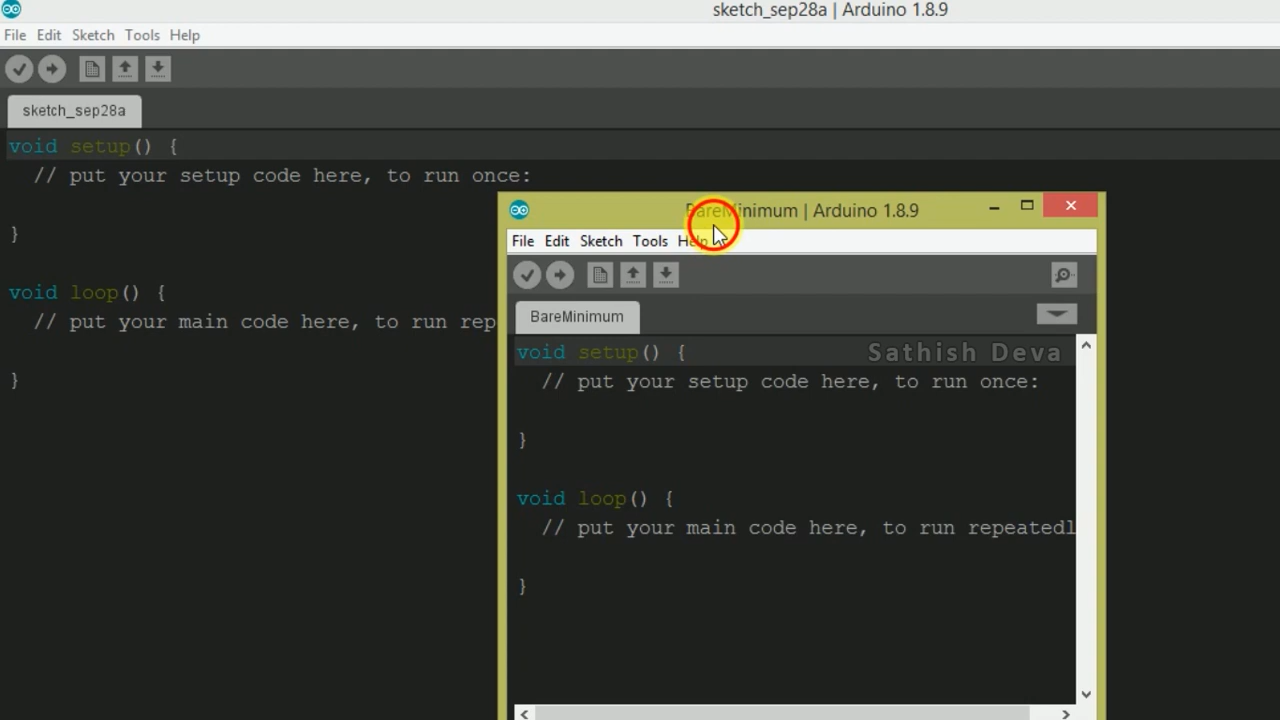 sketch_sep28a | Arduino 1.8.9
File Edit Sketch Tools Help
sketch_sep28a
void setup() {
// put your setup code here, to run once:
}
void loop() {
// put your main code here, to run rep
}
BareMinimum | Arduino 1.8.9
File Edit Sketch Tools Help
BareMinimum
void setup() {
Sathish Deva
// put your setup code here, to run once:
}
void loop() {
// put your main code here, to run repeatedl
}